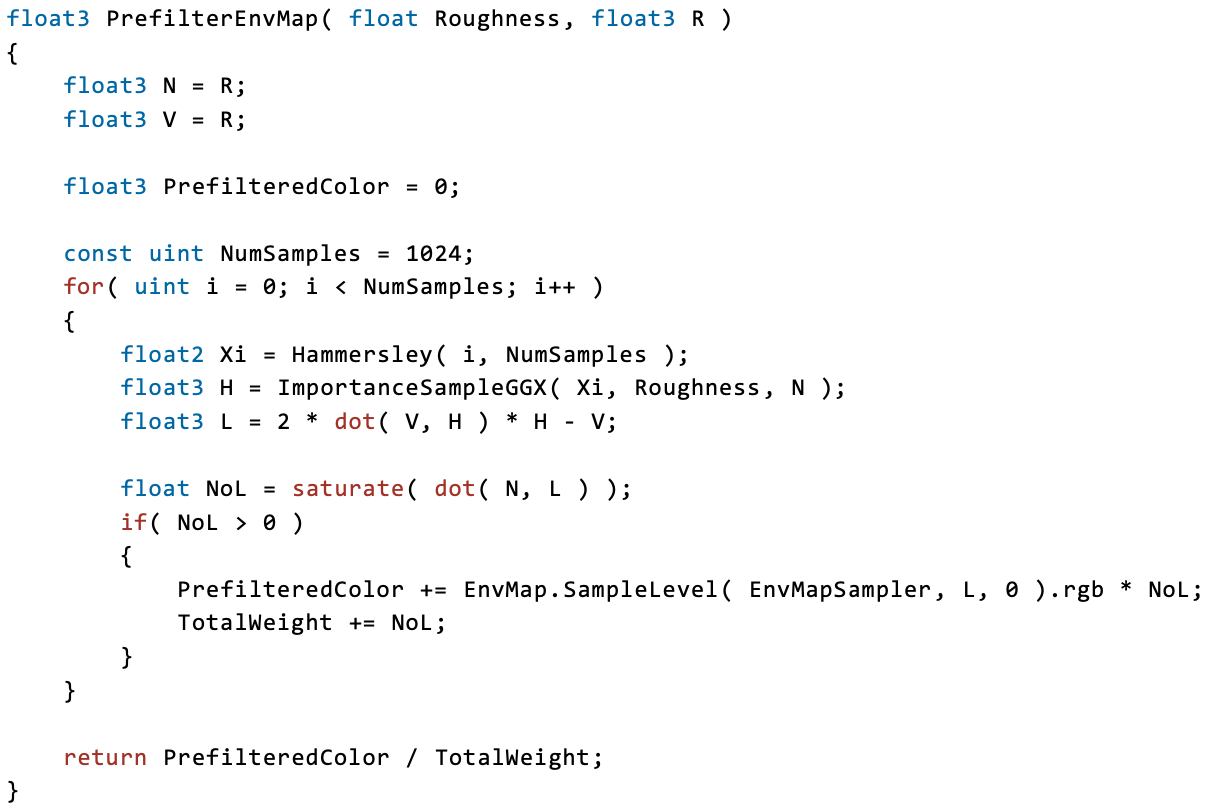 float3 PrefilterEnvMap( float Roughness, float3 R )
{
    float3 N = R;
    float3 V = R;

    float3 PrefilteredColor = 0;

    const uint NumSamples = 1024;
    for( uint i = 0; i < NumSamples; i++ )
    {
        float2 Xi = Hammersley( i, NumSamples );
        float3 H = ImportanceSampleGGX( Xi, Roughness, N );
        float3 L = 2 * dot( V, H ) * H - V;

        float NoL = saturate( dot( N, L ) );
        if( NoL > 0 )
        {
            PrefilteredColor += EnvMap.SampleLevel( EnvMapSampler, L, 0 ).rgb * NoL;
            TotalWeight += NoL;
        }
    }

    return PrefilteredColor / TotalWeight;
}